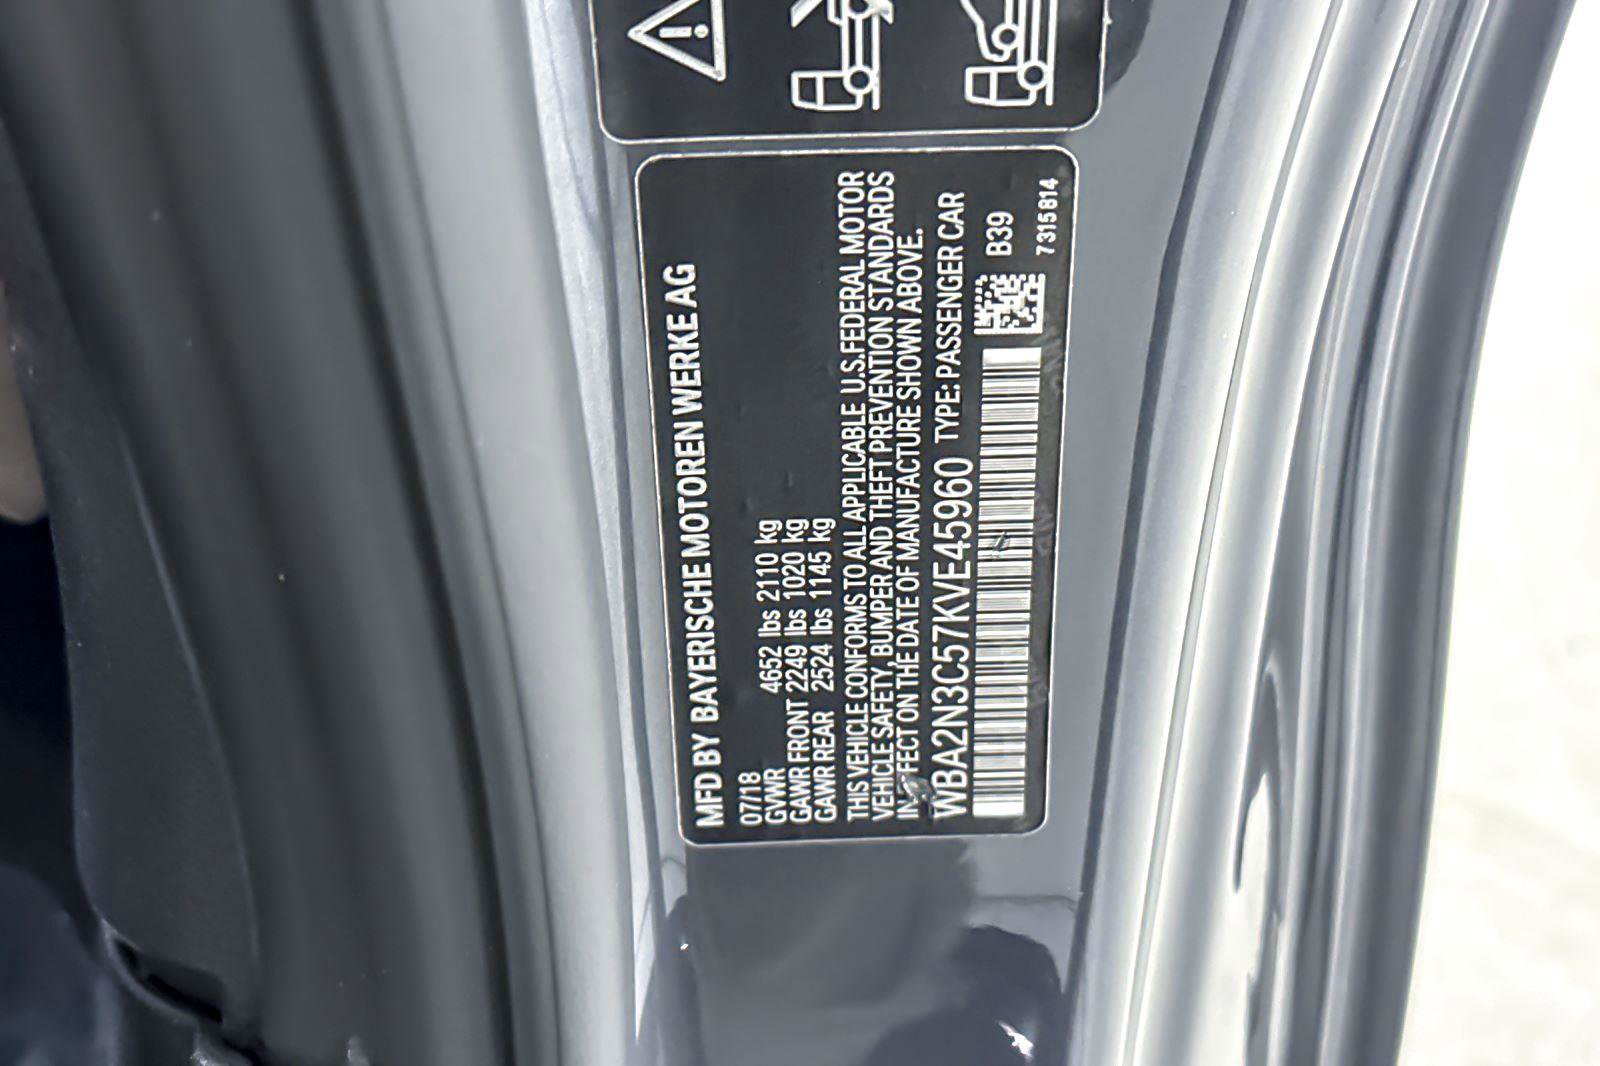 MFD BY BAYERISCHE MOTOREN WERKE AG
07/18
GVWR 4652 lbs 2110 kg
GAWR FRONT 2249 lbs 1020 kg
GAWR REAR 2524 lbs 1145 kg
THIS VEHICLE CONFORMS TO ALL APPLICABLE U.S. FEDERAL MOTOR
VEHICLE SAFETY, BUMPER AND THEFT PREVENTION STANDARDS
IN EFFECT ON THE DATE OF MANUFACTURE SHOWN ABOVE.
WBA2N3C57KVE45960 TYPE: PASSENGER CAR
B39
7315814